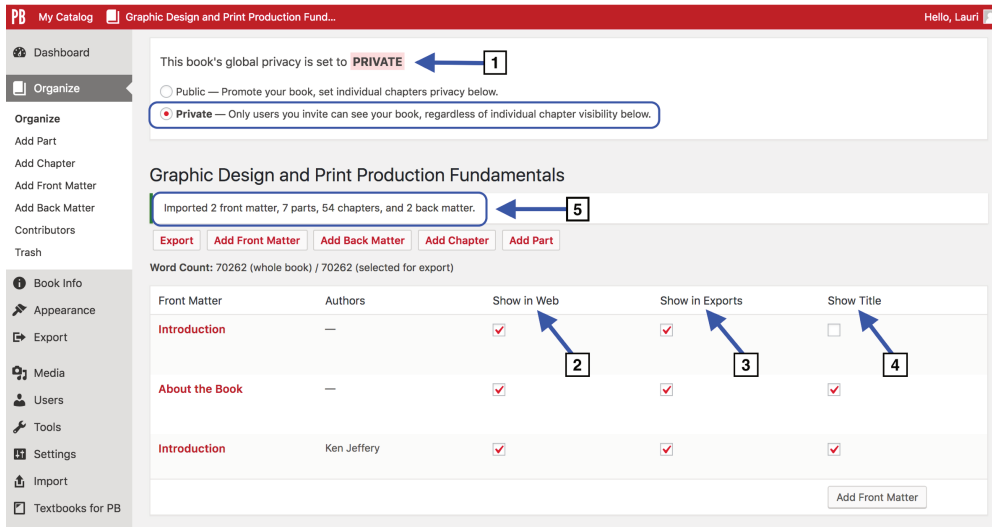 PB My Catalog Graphic Design and Print Production Fund... Hello, Lauri
Dashboard
Organize
Organize
Add Part
Add Chapter
Add Front Matter
Add Back Matter
Contributors
Trash
Book Info
Appearance
Export
Media
Users
Tools
Settings
Import
Textbooks for PB
This book's global privacy is set to PRIVATE
1
Public — Promote your book, set individual chapters privacy below.
Private — Only users you invite can see your book, regardless of individual chapter visibility below.
Graphic Design and Print Production Fundamentals
Imported 2 front matter, 7 parts, 54 chapters, and 2 back matter.
5
Export Add Front Matter Add Back Matter Add Chapter Add Part
Word Count: 70262 (whole book) / 70262 (selected for export)
Front Matter Authors Show in Web Show in Exports Show Title
Introduction —
2 3 4
About the Book —
Introduction Ken Jeffery
Add Front Matter